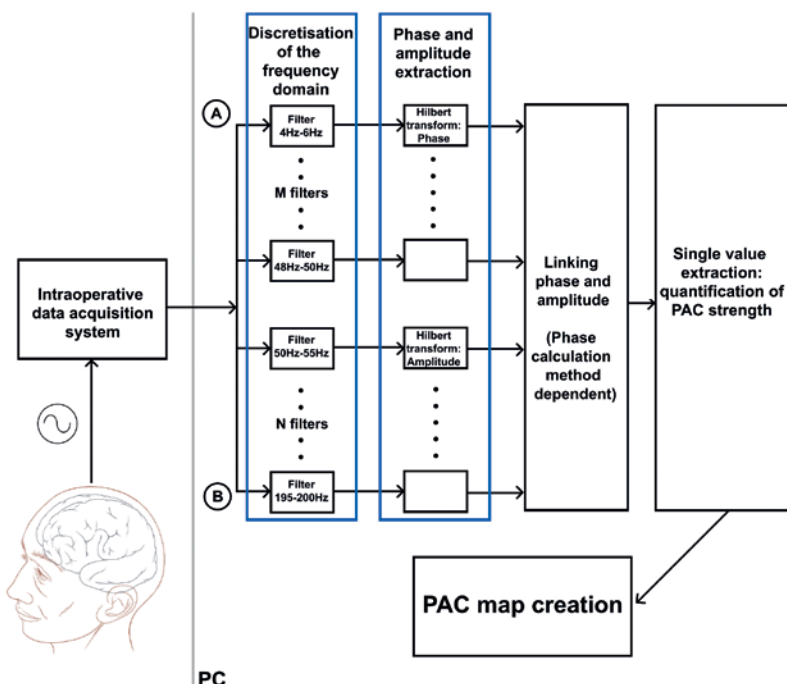 Discretisation of the
frequency
domain
Phase and
amplitude
extraction
A
Filter
4Hz-6Hz
Hilbert
transform:
Phase
M filters
Filter
48Hz-50Hz
Intraoperative
data acquisition
system
Filter
50Hz-55Hz
Hilbert
transform:
Amplitude
N filters
B
Filter
195-200Hz
Linking
phase and
amplitude
(Phase
calculation
method
dependent)
Single value
extraction:
quantification of
PAC strength
PAC map creation
PC